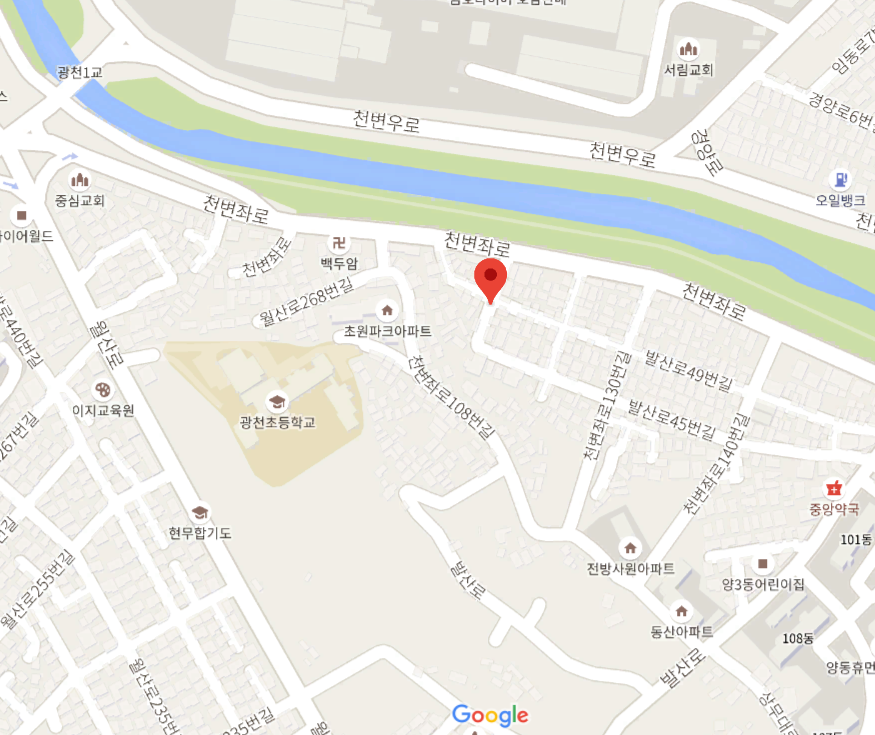 광천1교
서림교회
천변우로
천변우로
경양로
경양로6번
오일뱅크
중심교회
천변좌로
천변좌로
백두암
천변좌로
천변좌로
월산로268번길
초원파크아파트
월산로
이지교육원
광천초등학교
천변좌로108번길
천변좌로130번길
발산로49번길
발산로45번길
천변좌로140번길
중앙약국
현무합기도
101동
전방사원아파트
양3동어린이집
발산로
동산아파트
108동
월산로255번길
월산로235번길
발산로
양동휴먼
상무대로
Google